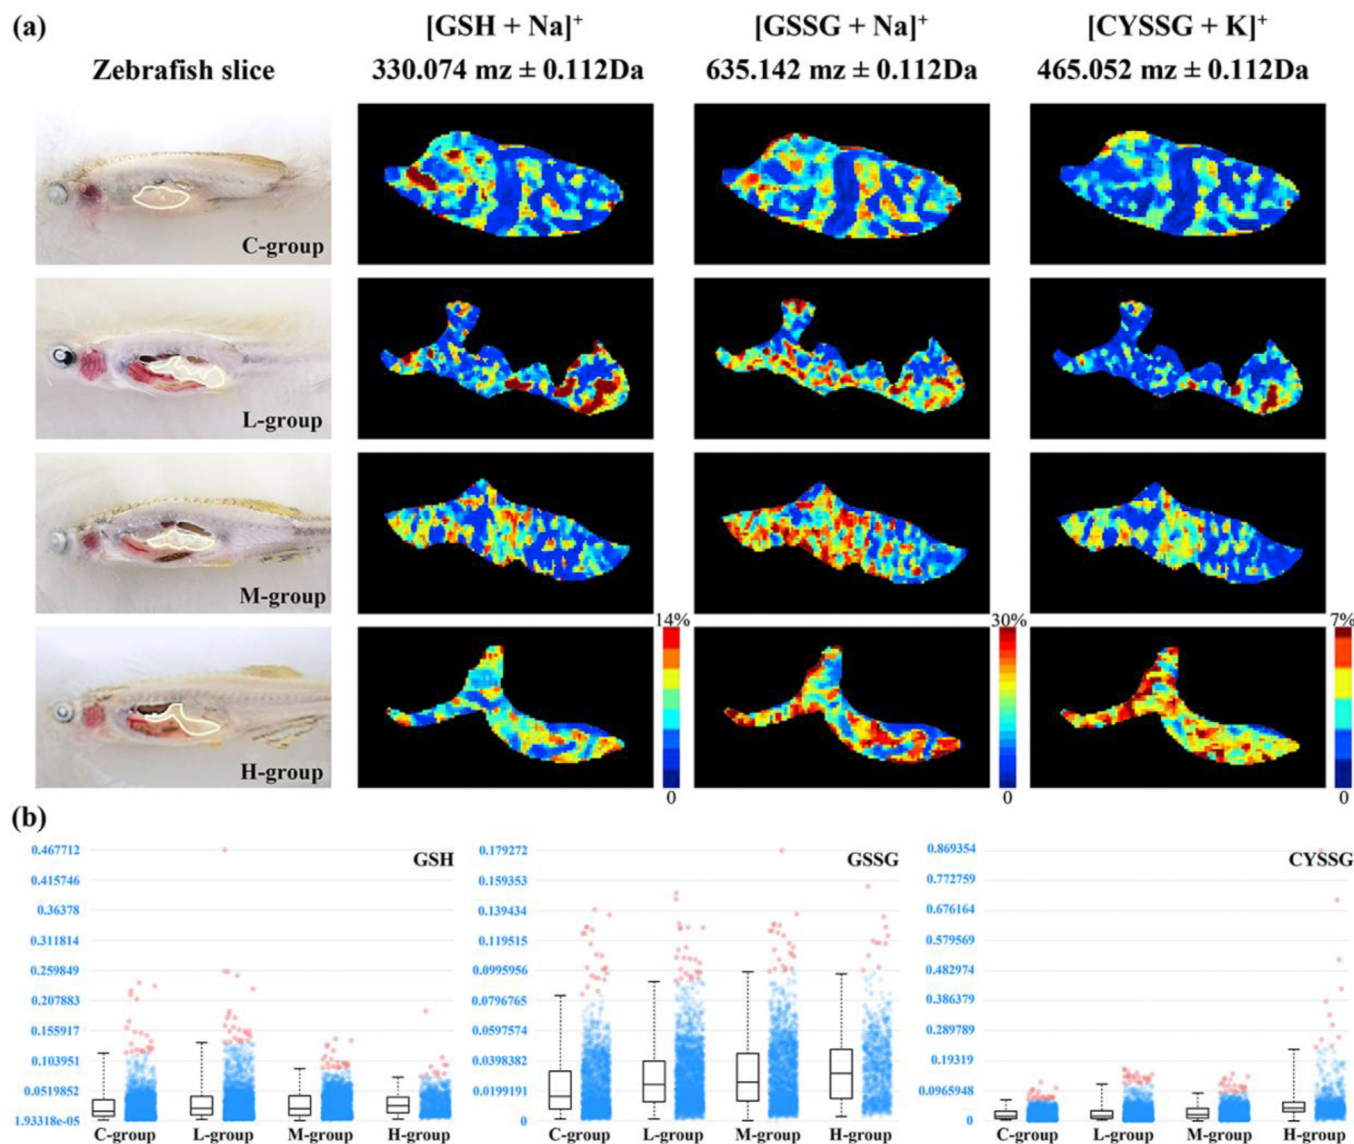 (a)
[GSH + Na]⁺ [GSSG + Na]⁺ [CYSSG + K]⁺
Zebrafish slice 330.074 mz ± 0.112Da 635.142 mz ± 0.112Da 465.052 mz ± 0.112Da
C-group
L-group
M-group
14% 30% 7%
H-group
0 0 0
(b)
GSH
0.467712
0.415746
0.36378
0.311814
0.259849
0.207883
0.155917
0.103951
0.0519852
1.93318e-05
C-group L-group M-group H-group
GSSG
0.179272
0.159353
0.139434
0.119515
0.0995956
0.0796765
0.0597574
0.0398382
0.0199191
0
C-group L-group M-group H-group
CYSSG
0.869354
0.772759
0.676164
0.579569
0.482974
0.386379
0.289789
0.19319
0.0965948
0
C-group L-group M-group H-group